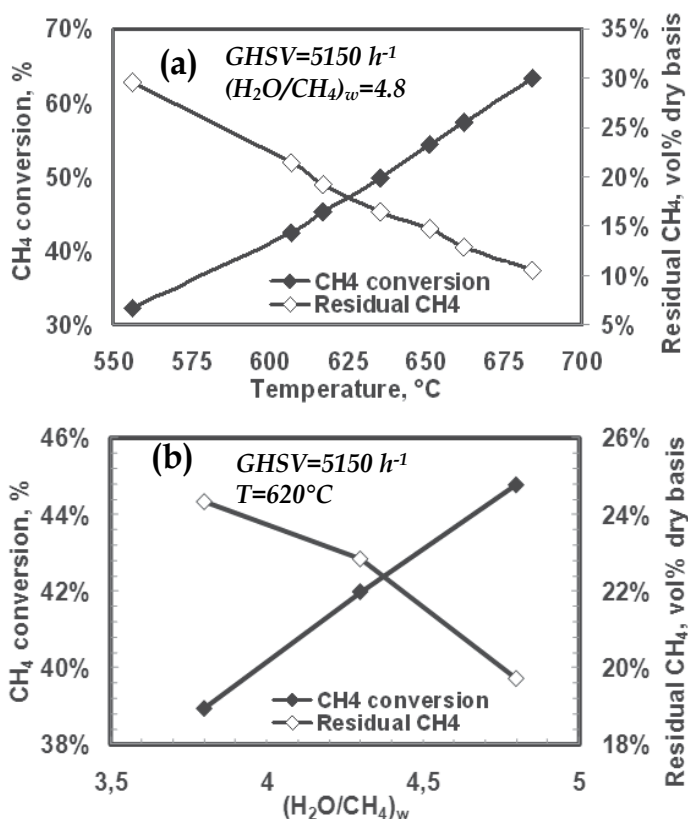 70%
60%
50%
40%
30%
CH₄ conversion, %
(a)
GHSV=5150 h⁻¹
(H₂O/CH₄)w=4.8
CH4 conversion
Residual CH4
35%
30%
25%
20%
15%
10%
5%
Residual CH₄, vol% dry basis
550 575 600 625 650 675 700
Temperature, °C
46%
44%
42%
40%
38%
CH₄ conversion, %
(b)
GHSV=5150 h⁻¹
T=620°C
CH4 conversion
Residual CH4
26%
24%
22%
20%
18%
Residual CH₄, vol% dry basis
3,5 4 4,5 5
(H₂O/CH₄)w